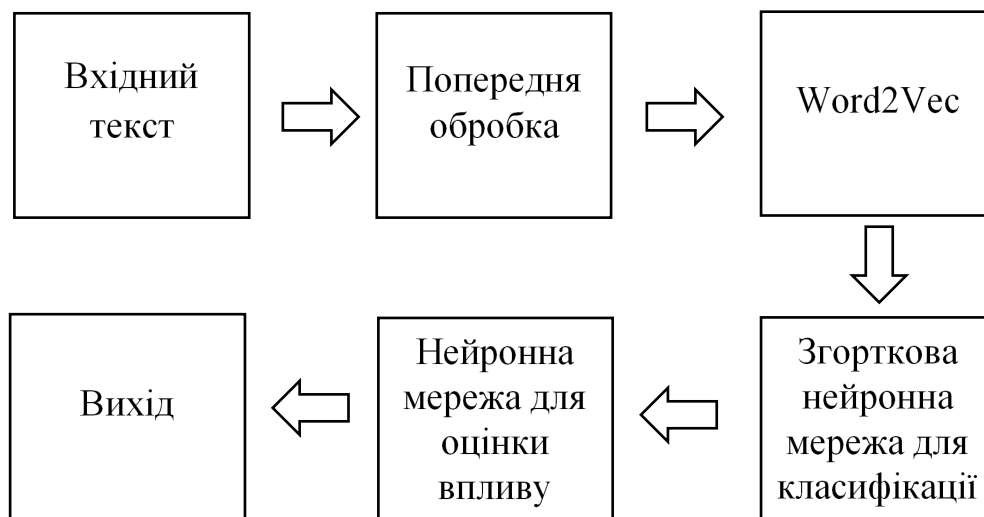 Вхідний
текст
Попередня
обробка
Word2Vec
Згорткова
нейронна
мережа для
класифікації
Нейронна
мережа для
оцінки
впливу
Вихід